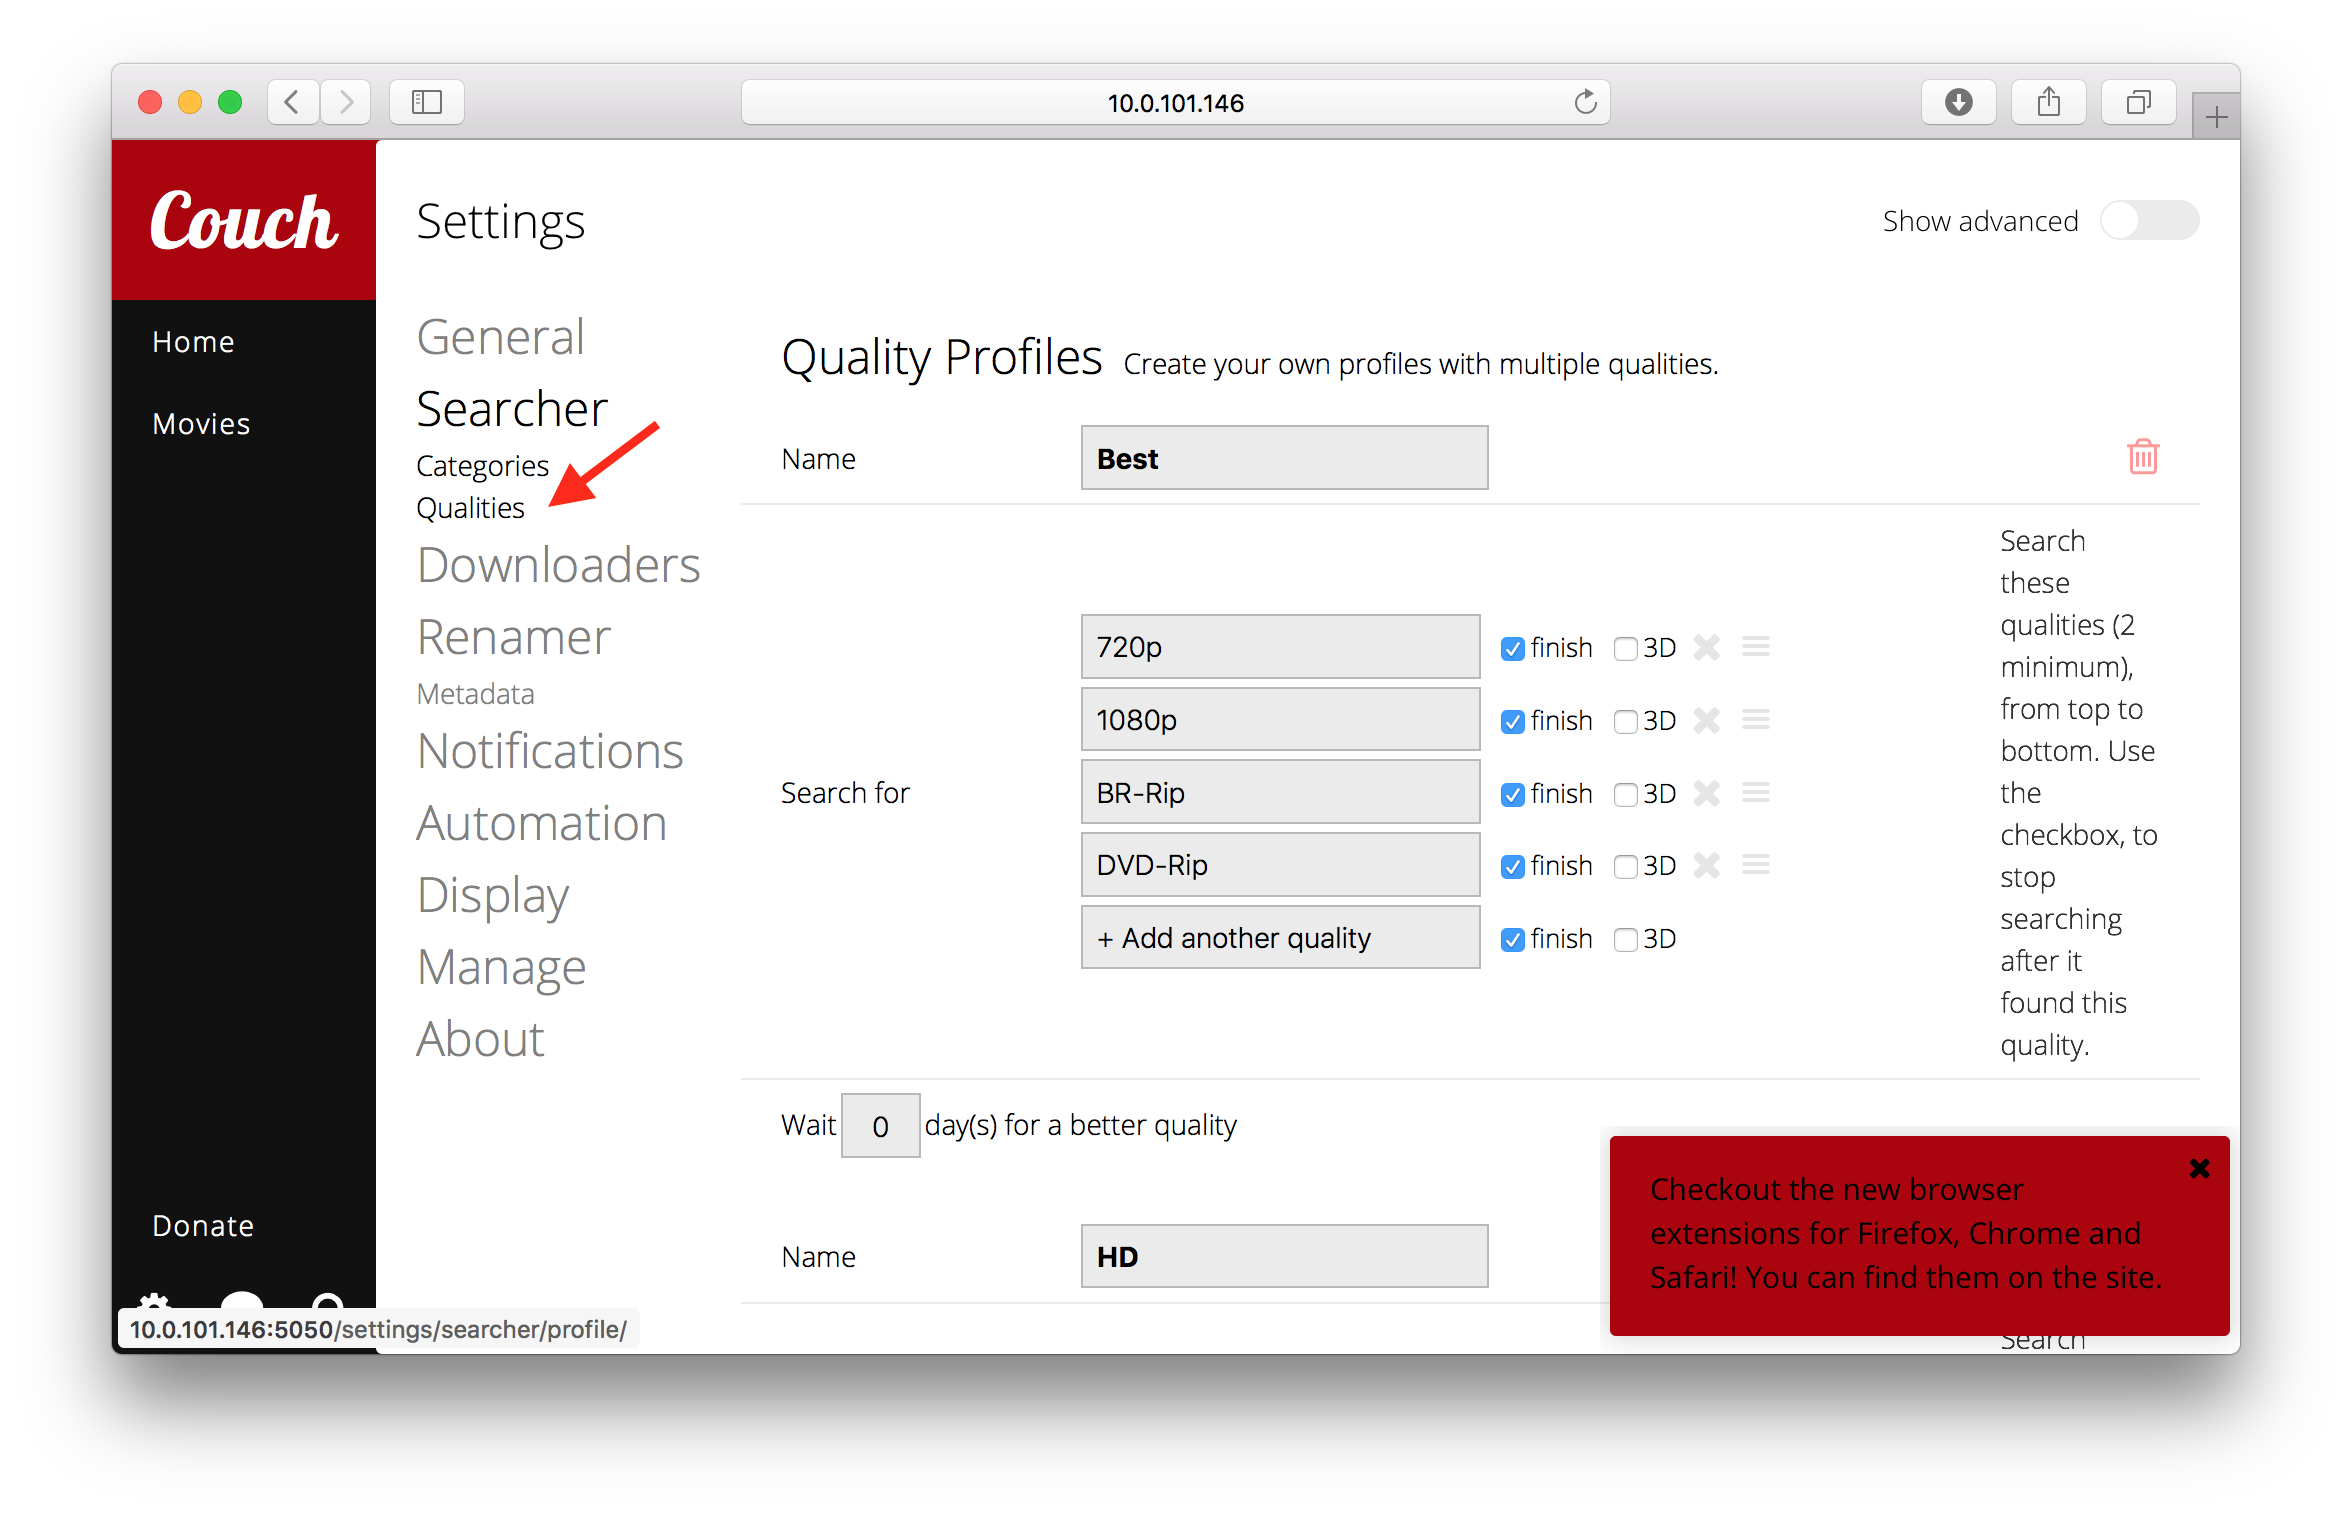 10.0.101.146
Couch
Home
Movies
Donate
10.0.101.146:5050/settings/searcher/profile/
Settings
Show advanced
General
Searcher
Categories
Qualities
Downloaders
Renamer
Metadata
Notifications
Automation
Display
Manage
About
Quality Profiles Create your own profiles with multiple qualities.
Name Best
Search for
720p finish 3D
1080p finish 3D
BR-Rip finish 3D
DVD-Rip finish 3D
+ Add another quality finish 3D
Search
these
qualities (2
minimum),
from top to
bottom. Use
the
checkbox, to
stop
searching
after it
found this
quality.
Wait 0 day(s) for a better quality
Name HD
Checkout the new browser
extensions for Firefox, Chrome and
Safari! You can find them on the site.
Search